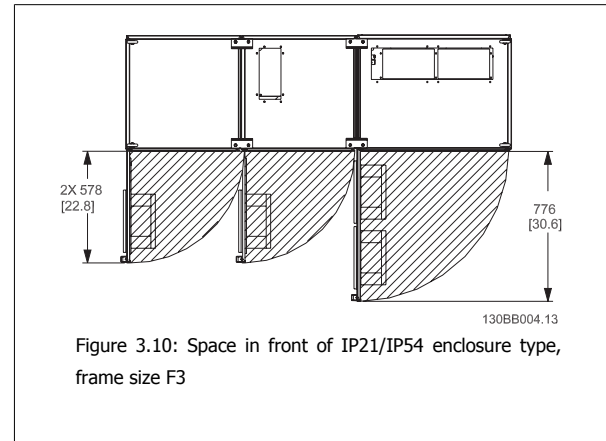 2X 578
[22.8]
776
[30.6]
130BB004.13
Figure 3.10: Space in front of IP21/IP54 enclosure type,
frame size F3